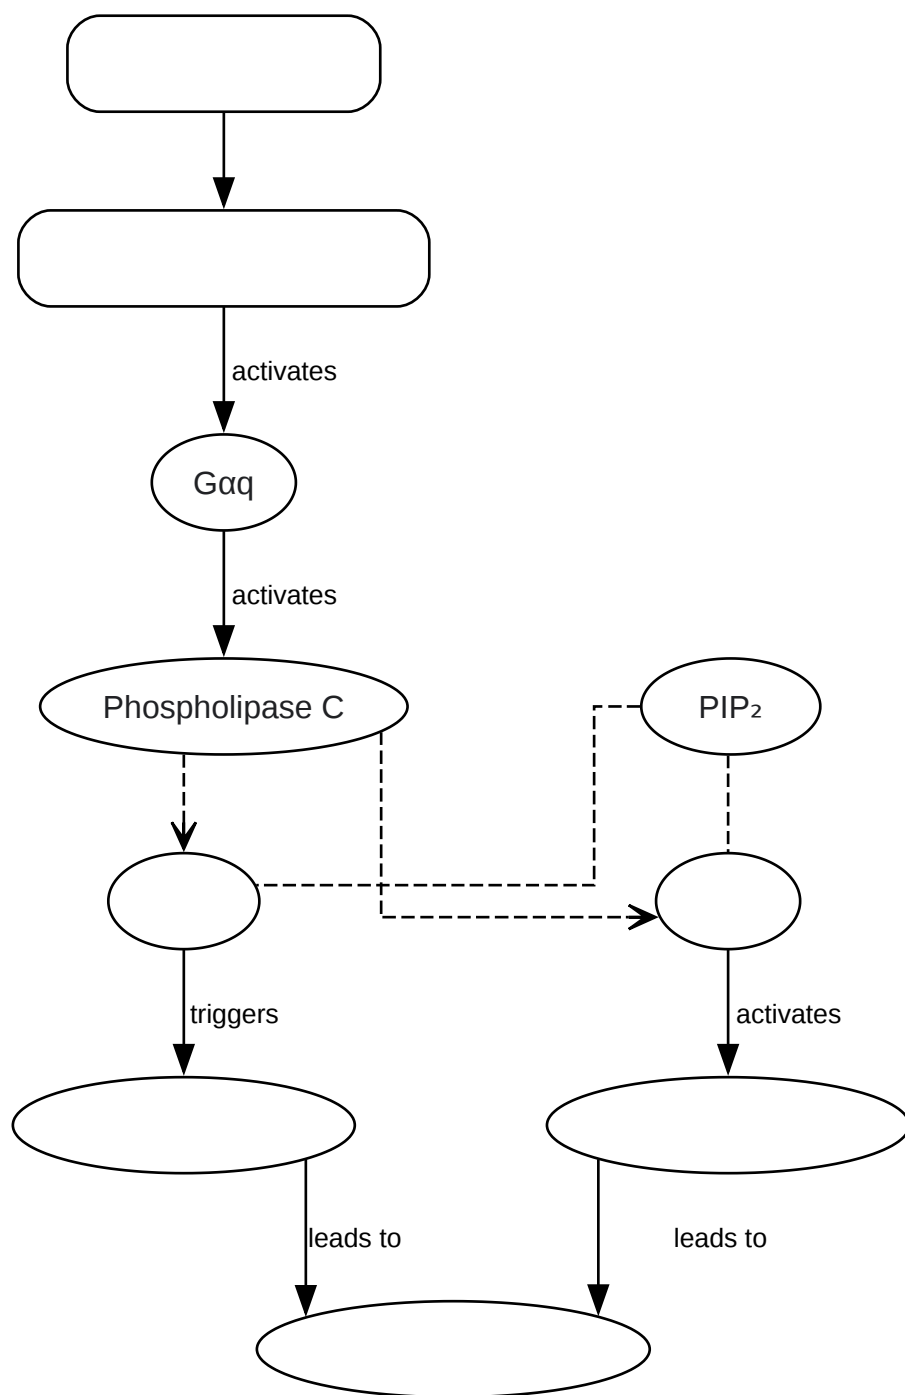 activates
Gαq
activates
Phospholipase C
PIP₂
triggers
activates
leads to
leads to